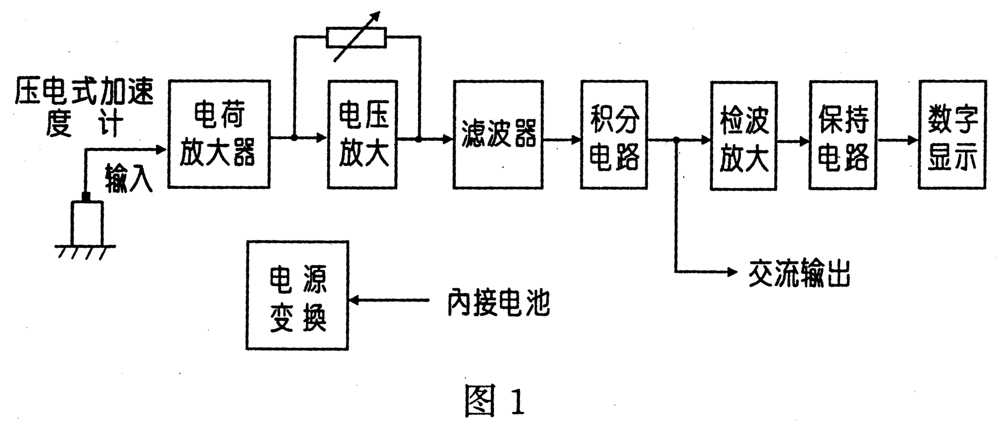 压电式加速
度 计
输入
电荷
放大器
电压
放大
滤波器
积分
电路
检波
放大
保持
电路
数字
显示
交流输出
电源
变换
内接电池
图 1